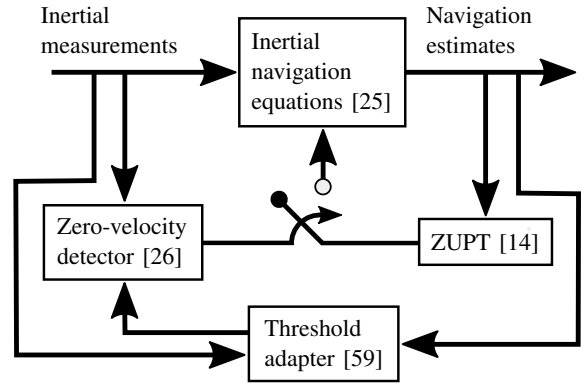 Inertial
measurements
Navigation
estimates
Inertial
navigation
equations [25]
Zero-velocity
detector [26]
ZUPT [14]
Threshold
adapter [59]